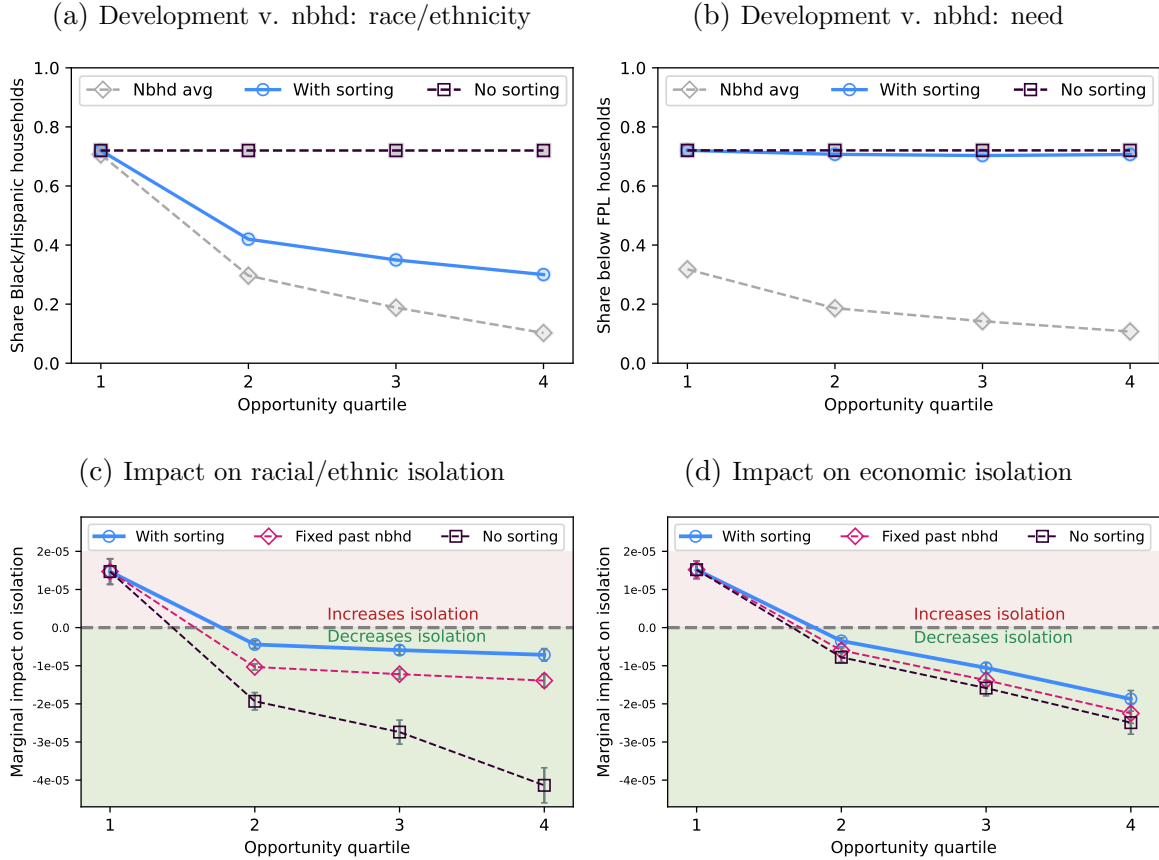 (a) Development v. nbhd: race/ethnicity
Nbhd avg With sorting No sorting
Share Black/Hispanic households
1.0
0.8
0.6
0.4
0.2
0.0
1 2 3 4
Opportunity quartile
(b) Development v. nbhd: need
Nbhd avg With sorting No sorting
Share below FPL households
1.0
0.8
0.6
0.4
0.2
0.0
1 2 3 4
Opportunity quartile
(c) Impact on racial/ethnic isolation
With sorting Fixed past nbhd No sorting
Marginal impact on isolation
2e-05
1e-05
0.0
-1e-05
-2e-05
-3e-05
-4e-05
Increases isolation
Decreases isolation
1 2 3 4
Opportunity quartile
(d) Impact on economic isolation
With sorting Fixed past nbhd No sorting
Marginal impact on isolation
2e-05
1e-05
0.0
-1e-05
-2e-05
-3e-05
-4e-05
Increases isolation
Decreases isolation
1 2 3 4
Opportunity quartile